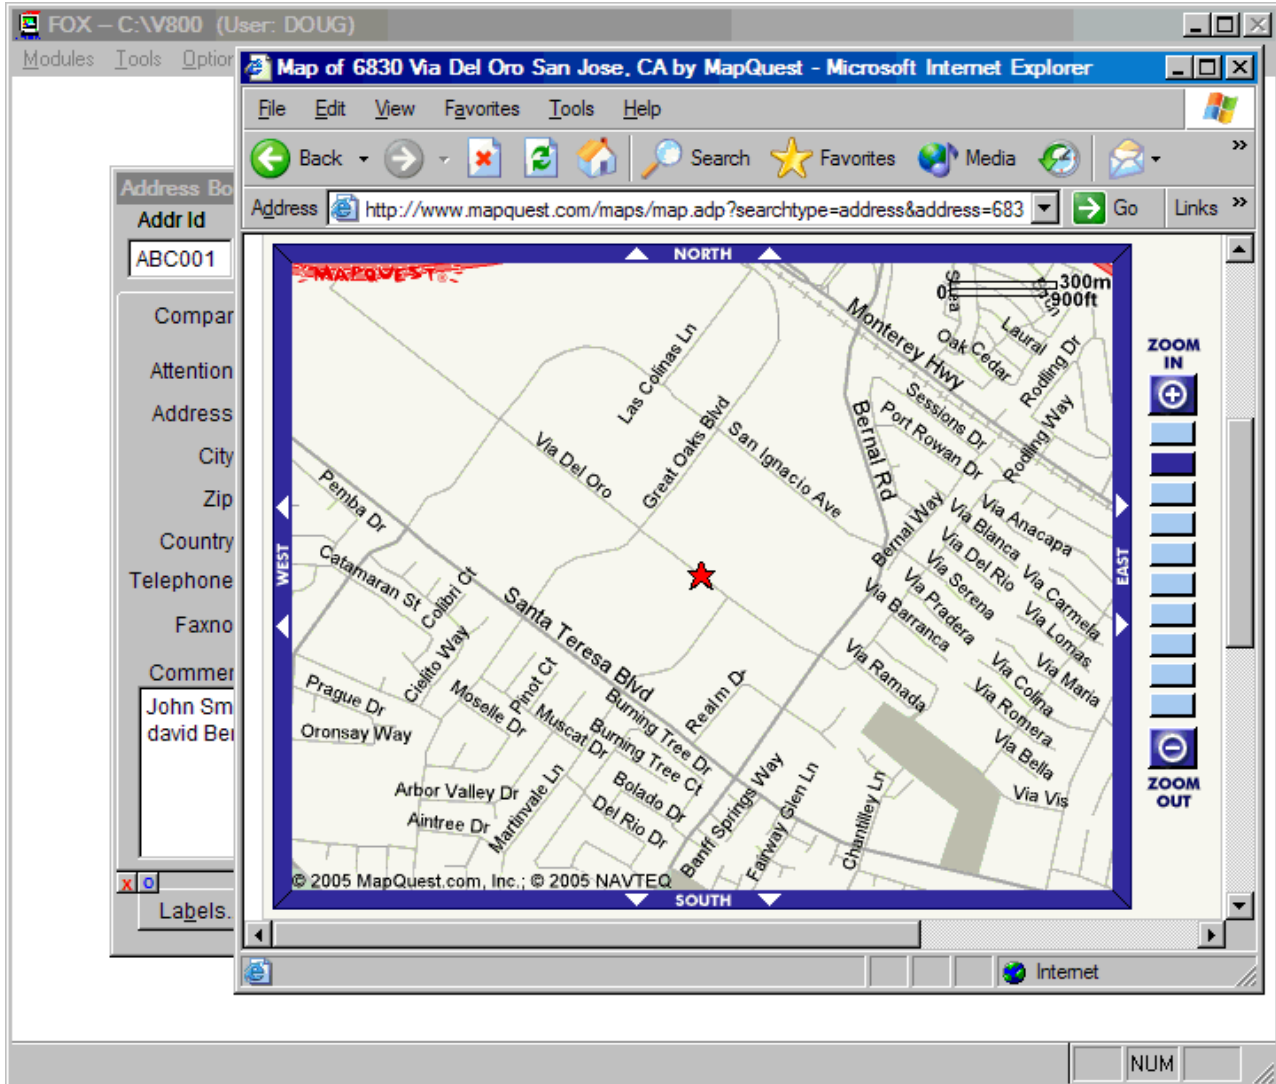 FOX – C:\V800 (User: DOUG)
Modules Tools Option
Map of 6830 Via Del Oro San Jose, CA by MapQuest - Microsoft Internet Explorer
File Edit View Favorites Tools Help
Back Search Favorites Media »
Address http://www.mapquest.com/maps/map.adp?searchtype=address&address=683 Go Links »
Address Bo
Addr Id
ABC001
Compar
Attention
Address
City
Zip
Country
Telephone
Faxno
Commer
John Sm
david Ber
x o
Labels.
NORTH
MAPQUEST®
0 300m
900ft
Monterey Hwy
Oak Cedar
Laural
Rodling Dr
Las Colinas Ln
Sessions Dr
Port Rowan Dr
Rodling Way
Bernal Rd
Great Oaks Blvd
San Ignacio Ave
Via Del Oro
Pemba Dr
Bernal Way
Via Anacapa
Via Blanca
Via Del Rio
Via Carmela
Via Serena
Via Lomas
Via Pradera
Via Barranca
Via Maria
Via Colina
Via Ramada
Via Romera
Via Bella
Via Vis
Catamaran St
Colibri Ct
Santa Teresa Blvd
Cielito Way
Prague Dr
Moselle Dr
Pinot Ct
Realm Dr
Oronsay Way
Muscat Dr
Burning Tree Dr
Burning Tree Ct
Arbor Valley Dr
Bolado Dr
Aintree Dr
Martinvale Ln
Del Rio Dr
Banff Springs Way
Fairway Glen Ln
Chantilley Ln
© 2005 MapQuest.com, Inc.; © 2005 NAVTEQ
WEST
EAST
SOUTH
ZOOM
IN
ZOOM
OUT
Internet
NUM